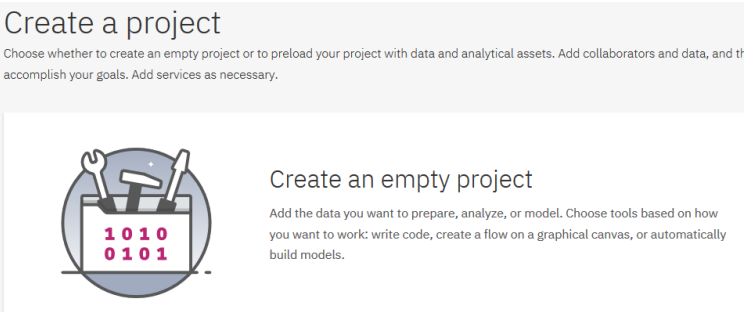 Create a project
Choose whether to create an empty project or to preload your project with data and analytical assets. Add collaborators and data, and
accomplish your goals. Add services as necessary.
Create an empty project
Add the data you want to prepare, analyze, or model. Choose tools based on how
you want to work: write code, create a flow on a graphical canvas, or automatically
build models.
1010
0101